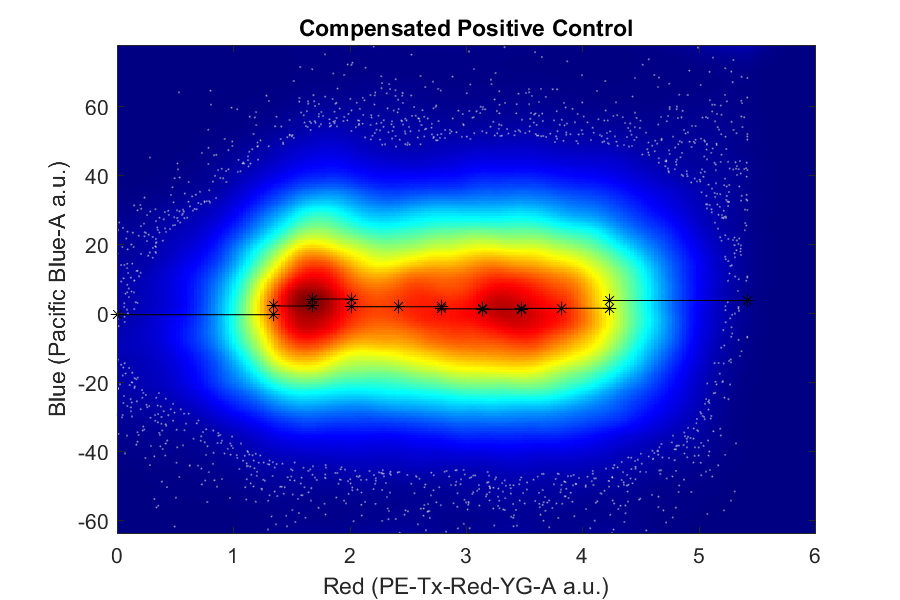 Compensated Positive Control
60
40
20
0
-20
-40
-60
Blue (Pacific Blue-A a.u.)
0 1 2 3 4 5 6
Red (PE-Tx-Red-YG-A a.u.)